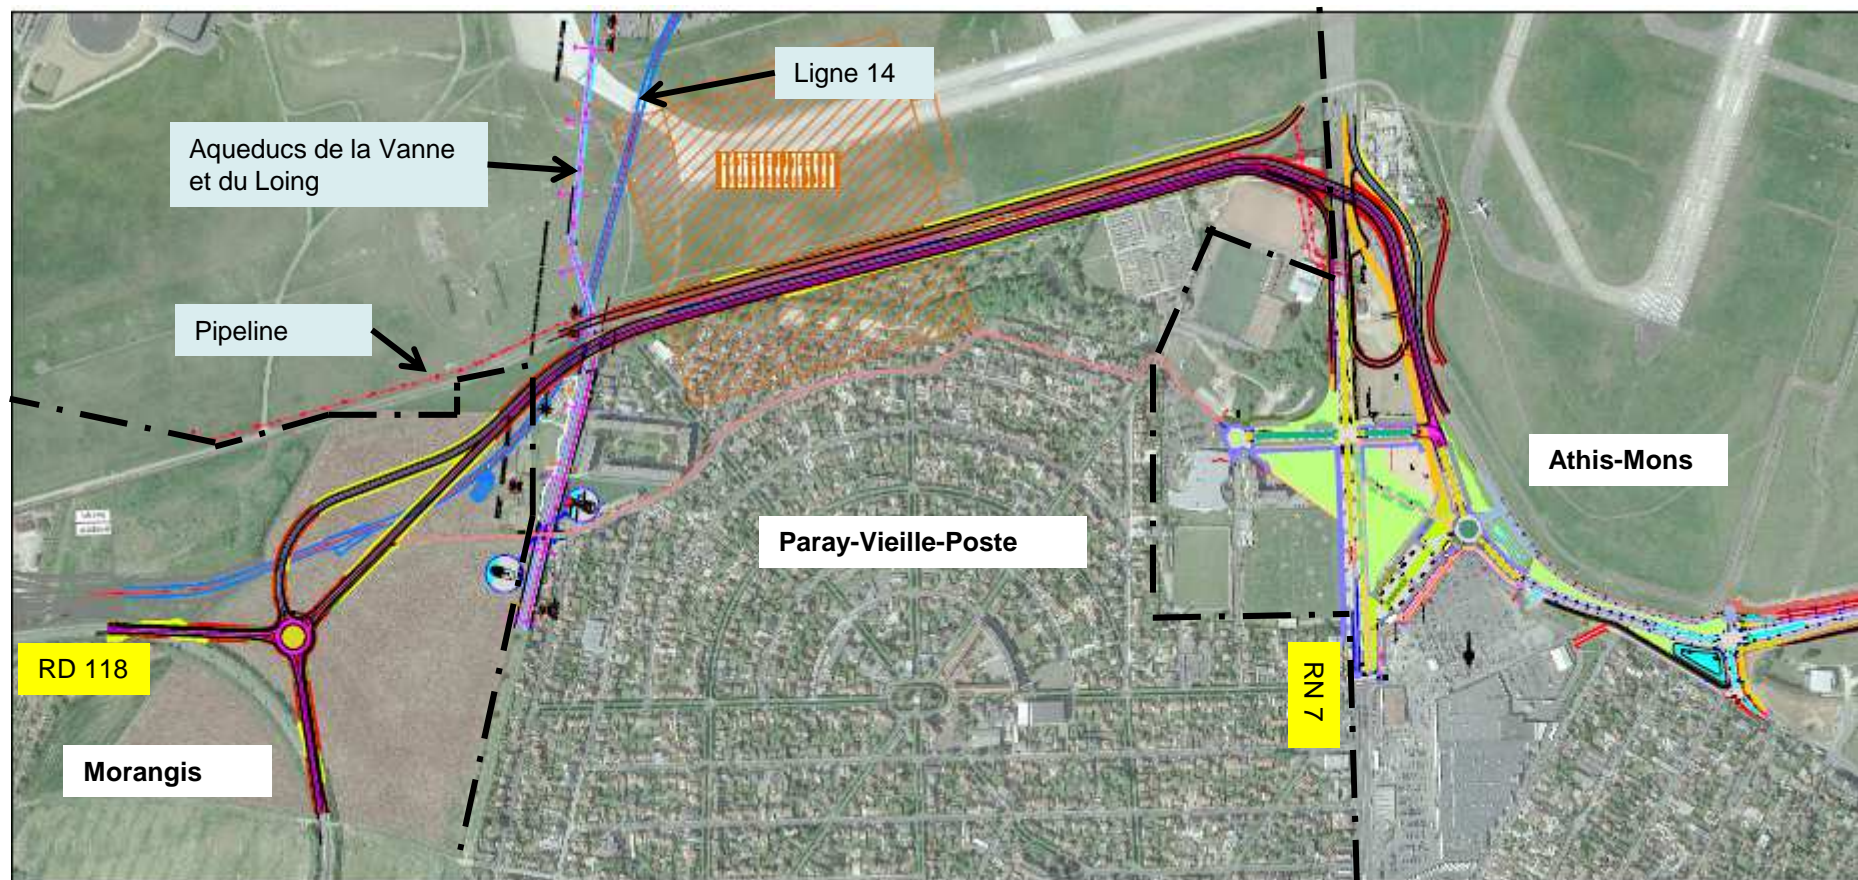 Ligne 14
Aqueducs de la Vanne
et du Loing
Pipeline
Athis-Mons
Paray-Vieille-Poste
RD 118
RN 7
Morangis